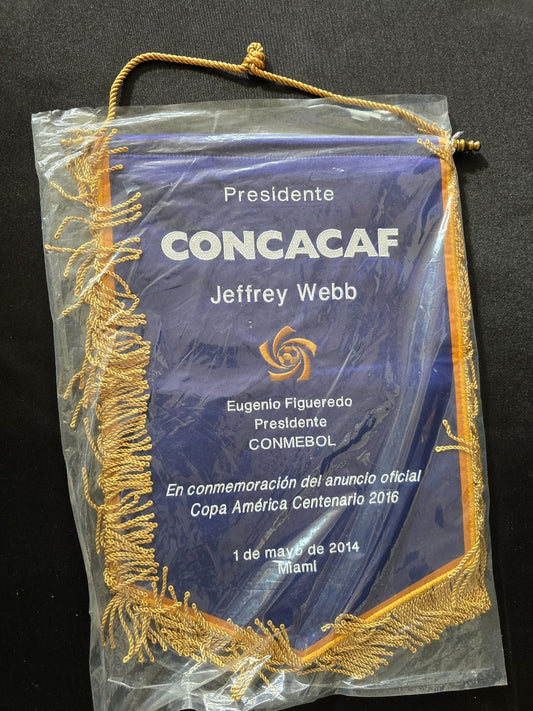 Presidente
CONCACAF
Jeffrey Webb
Eugenio Figueredo
Presidente
CONMEBOL
En conmemoración del anuncio oficial
Copa América Centenario 2016
1 de mayo de 2014
Miami